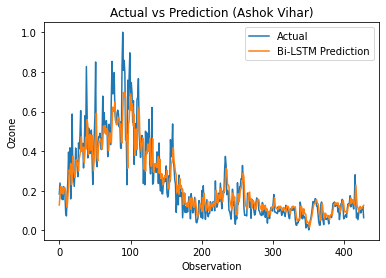 Actual vs Prediction (Ashok Vihar)
Actual
Bi-LSTM Prediction
1.0
0.8
0.6
0.4
0.2
0.0
Ozone
0
100
200
300
400
Observation